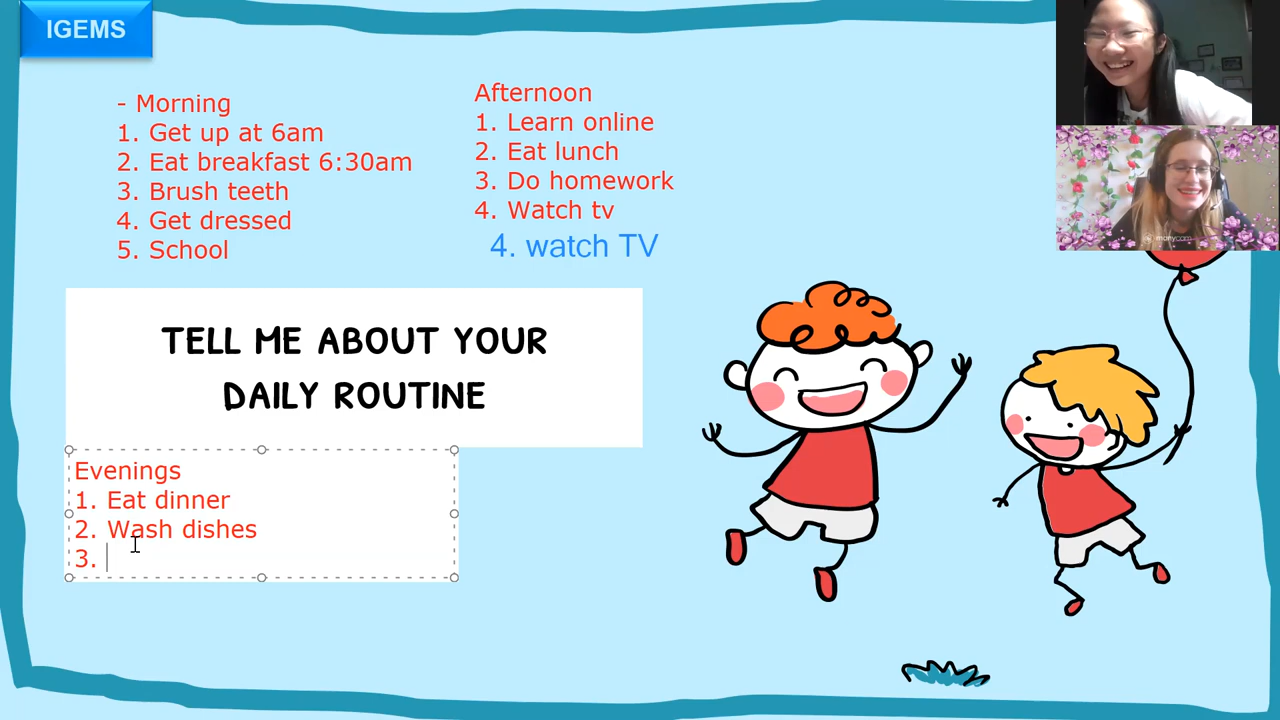 IGEMS
- Morning
1. Get up at 6am
2. Eat breakfast 6:30am
3. Brush teeth
4. Get dressed
5. School
Afternoon
1. Learn online
2. Eat lunch
3. Do homework
4. Watch tv
4. watch TV
TELL ME ABOUT YOUR
DAILY ROUTINE
Evenings
1. Eat dinner
2. Wash dishes
3.
manycam